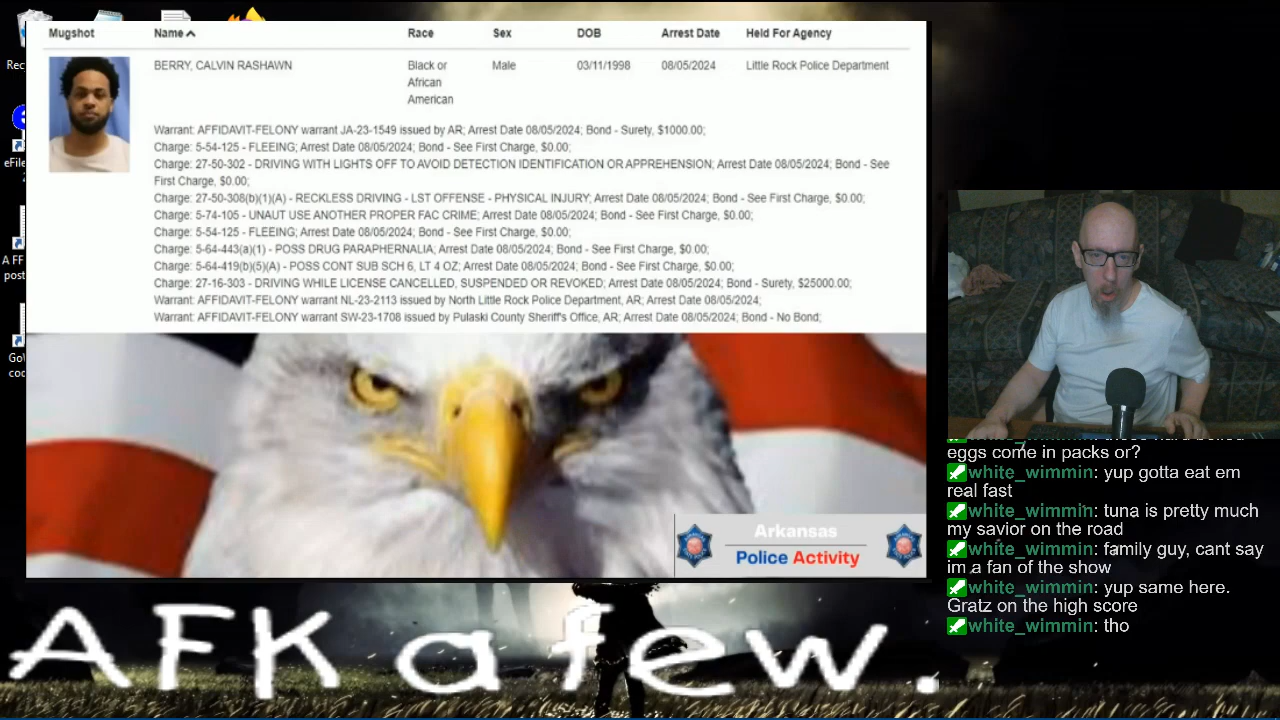 Mugshot Name Race Sex DOB Arrest Date Held For Agency
BERRY, CALVIN RASHAWN Black or Male 03/11/1998 08/05/2024 Little Rock Police Department
African
American
Warrant: AFFIDAVIT-FELONY warrant JA-23-1549 issued by AR; Arrest Date 08/05/2024; Bond - Surety, $1000.00;
Charge: 5-54-125 - FLEEING; Arrest Date 08/05/2024; Bond - See First Charge, $0.00;
Charge: 27-50-302 - DRIVING WITH LIGHTS OFF TO AVOID DETECTION IDENTIFICATION OR APPREHENSION; Arrest Date 08/05/2024; Bond - See
First Charge, $0.00;
Charge: 27-50-308(b)(1)(A) - RECKLESS DRIVING - LST OFFENSE - PHYSICAL INJURY; Arrest Date 08/05/2024; Bond - See First Charge, $0.00;
Charge: 5-74-105 - UNAUT USE ANOTHER PROPER FAC CRIME; Arrest Date 08/05/2024; Bond - See First Charge, $0.00;
Charge: 5-54-125 - FLEEING; Arrest Date 08/05/2024; Bond - See First Charge, $0.00;
Charge: 5-64-443(a)(1) - POSS DRUG PARAPHERNALIA; Arrest Date 08/05/2024; Bond - See First Charge, $0.00;
Charge: 5-64-419(b)(5)(A) - POSS CONT SUB SCH 6, LT 4 OZ; Arrest Date 08/05/2024; Bond - See First Charge, $0.00;
Charge: 27-16-303 - DRIVING WHILE LICENSE CANCELLED, SUSPENDED OR REVOKED; Arrest Date 08/05/2024; Bond - Surety, $25000.00;
Warrant: AFFIDAVIT-FELONY warrant NL-23-2113 issued by North Little Rock Police Department, AR; Arrest Date 08/05/2024;
Warrant: AFFIDAVIT-FELONY warrant SW-23-1708 issued by Pulaski County Sheriff's Office, AR; Arrest Date 08/05/2024; Bond - No Bond;
Arkansas
Police Activity
Rec
eFile
A FF
post
Go
coo
AFK a few.
eggs come in packs or?
white_wimmin: yup gotta eat em
real fast
white_wimmin: tuna is pretty much
my savior on the road
white_wimmin: family guy, cant say
im a fan of the show
white_wimmin: yup same here.
Gratz on the high score
white_wimmin: tho